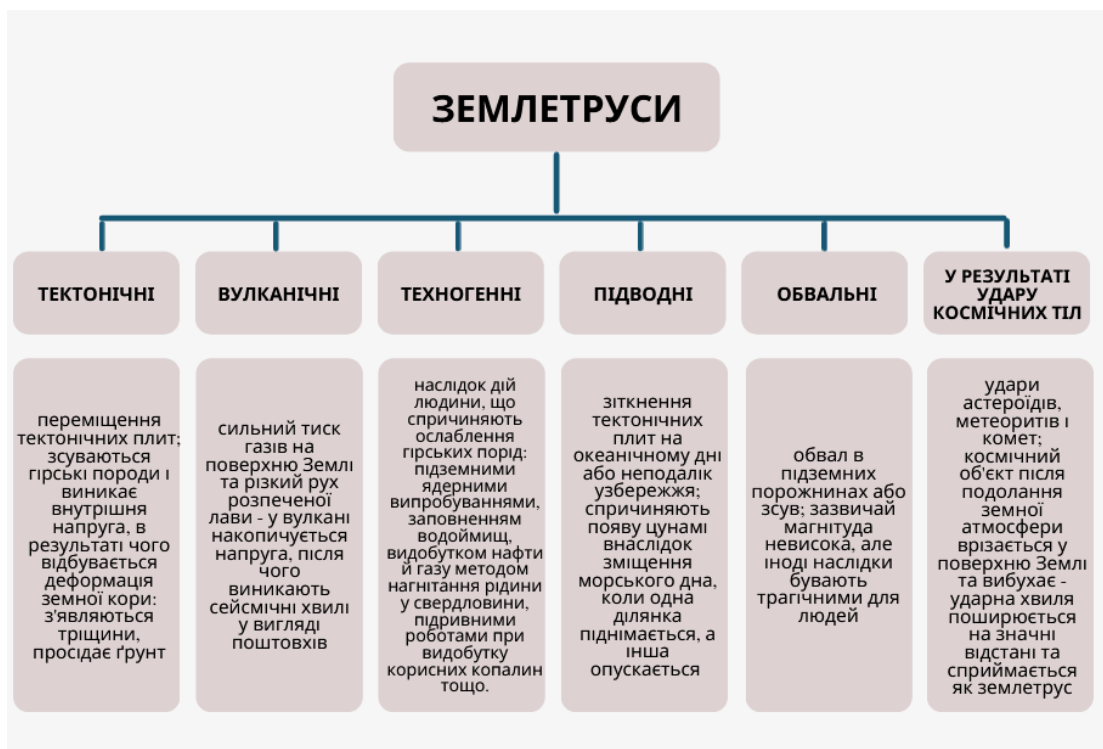 ЗЕМЛЕТРУСИ
ТЕКТОНІЧНІ
ВУЛКАНІЧНІ
ТЕХНОГЕННІ
ПІДВОДНІ
ОБВАЛЬНІ
У РЕЗУЛЬТАТІ
УДАРУ
КОСМІЧНИХ ТІЛ
переміщення
тектонічних плит;
зсуваються
гірські породи і
виникає
внутрішня
напруга, в
результаті чого
відбувається
деформація
земної кори:
з'являються
тріщини,
просідає ґрунт
сильний тиск
газів на
поверхню Землі
та різкий рух
розпеченої
лави - у вулкані
накопичується
напруга, після
чого
виникають
сейсмічні хвилі
у вигляді
поштовхів
наслідок дій
людини, що
спричиняють
ослаблення
гірських порід:
підземними
ядерними
випробуваннями,
заповненням
водоймищ,
видобутком нафти
й газу методом
нагнітання рідини
у свердловини,
підривними
роботами при
видобутку
корисних копалин
тощо.
зіткнення
тектонічних
плит на
океанічному дні
або неподалік
узбережжя;
спричиняють
появу цунамі
внаслідок
зміщення
морського дна,
коли одна
ділянка
піднімається, а
інша
опускається
обвал в
підземних
порожнинах або
зсув; зазвичай
магнітуда
невисока, але
іноді наслідки
бувають
трагічними для
людей
удари
астероїдів,
метеоритів і
комет;
космічний
об'єкт після
подолання
земної
атмосфери
врізається у
поверхню Землі
та вибухає -
ударна хвиля
поширюється
на значні
відстані та
сприймається
як землетрус